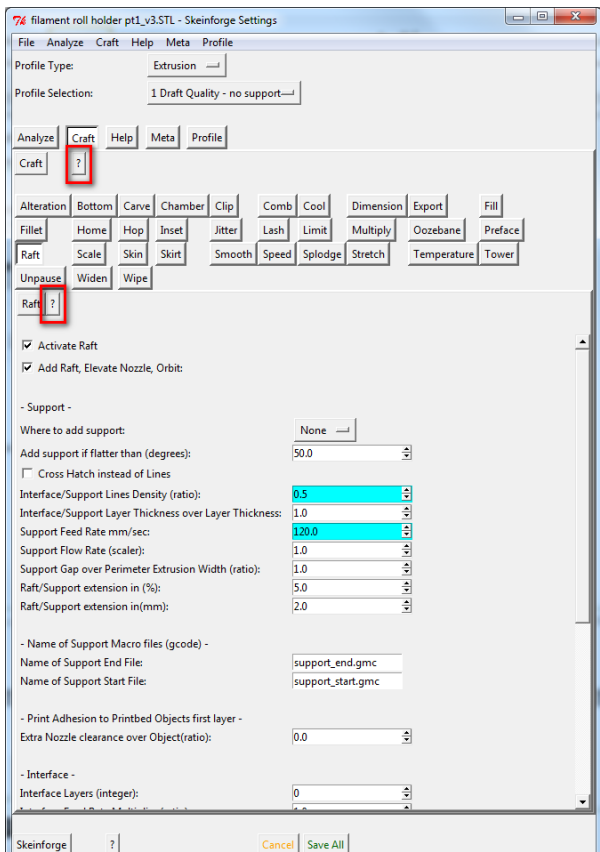 filament roll holder pt1_v3.STL - Skeinforge Settings
File Analyze Craft Help Meta Profile
Profile Type: Extrusion
Profile Selection: 1 Draft Quality - no support
Analyze Craft Help Meta Profile
Craft ?
Alteration Bottom Carve Chamber Clip Comb Cool Dimension Export Fill
Fillet Home Hop Inset Jitter Lash Limit Multiply Oozebane Preface
Raft Scale Skin Skirt Smooth Speed Splodge Stretch Temperature Tower
Unpause Widen Wipe
Raft ?
Activate Raft
Add Raft, Elevate Nozzle, Orbit:
- Support -
Where to add support: None
Add support if flatter than (degrees): 50.0
Cross Hatch instead of Lines
Interface/Support Lines Density (ratio): 0.5
Interface/Support Layer Thickness over Layer Thickness: 1.0
Support Feed Rate mm/sec: 120.0
Support Flow Rate (scaler): 1.0
Support Gap over Perimeter Extrusion Width (ratio): 1.0
Raft/Support extension in (%): 5.0
Raft/Support extension in(mm): 2.0
- Name of Support Macro files (gcode) -
Name of Support End File: support_end.gmc
Name of Support Start File: support_start.gmc
- Print Adhesion to Printbed Objects first layer -
Extra Nozzle clearance over Object(ratio): 0.0
- Interface -
Interface Layers (integer): 0
Skeinforge ? Cancel Save All